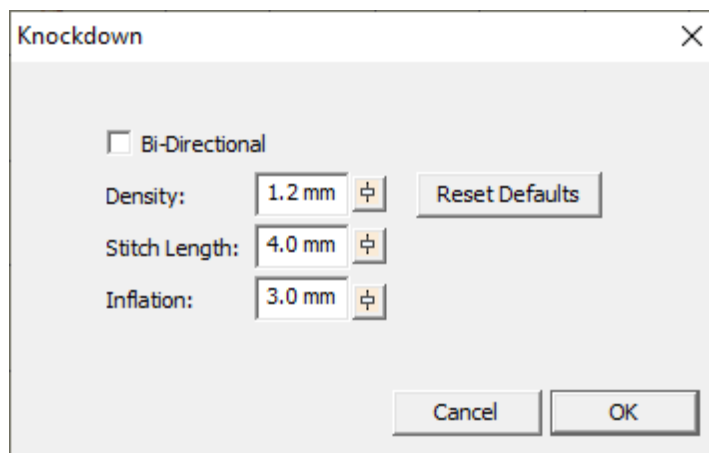 Knockdown
Bi-Directional
Density: 1.2 mm Reset Defaults
Stitch Length: 4.0 mm
Inflation: 3.0 mm
Cancel OK